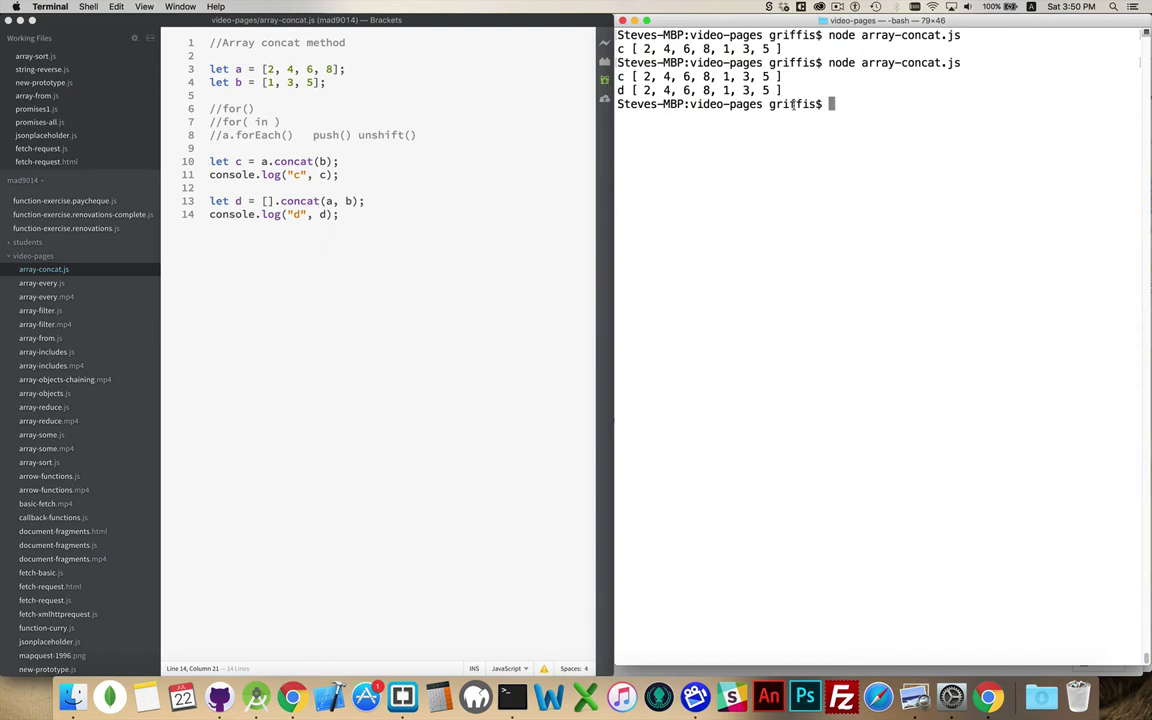 Terminal Shell Edit View Window Help
100% Sat 3:50 PM
video-pages/array-concat.js (mad9014) — Brackets
video-pages — -bash — 79×46
Working Files
array-sort.js
string-reverse.js
new-prototype.js
array-from.js
promises1.js
promises-all.js
jsonplaceholder.js
fetch-request.js
fetch-request.html
mad9014
function-exercise.paycheque.js
function-exercise.renovations-complete.js
function-exercise.renovations.js
students
video-pages
array-concat.js
array-every.js
array-every.mp4
array-filter.js
array-filter.mp4
array-from.js
array-includes.js
array-includes.mp4
array-objects-chaining.mp4
array-objects.js
array-reduce.js
array-reduce.mp4
array-some.js
array-some.mp4
array-sort.js
arrow-functions.js
arrow-functions.mp4
basic-fetch.mp4
callback-functions.js
document-fragments.html
document-fragments.js
document-fragments.mp4
fetch-basic.js
fetch-request.html
fetch-request.js
fetch-xmlhttprequest.js
function-curry.js
jsonplaceholder.js
mapquest-1996.png
new-prototype.js
1 //Array concat method
2
3 let a = [2, 4, 6, 8];
4 let b = [1, 3, 5];
5
6 //for()
7 //for( in )
8 //a.forEach() push() unshift()
9
10 let c = a.concat(b);
11 console.log("c", c);
12
13 let d = [].concat(a, b);
14 console.log("d", d);
Line 14, Column 21 — 14 Lines
INS JavaScript Spaces: 4
Steves-MBP:video-pages griffis$ node array-concat.js
c [ 2, 4, 6, 8, 1, 3, 5 ]
Steves-MBP:video-pages griffis$ node array-concat.js
c [ 2, 4, 6, 8, 1, 3, 5 ]
d [ 2, 4, 6, 8, 1, 3, 5 ]
Steves-MBP:video-pages griffis$
JUL
22
An Ps Fz